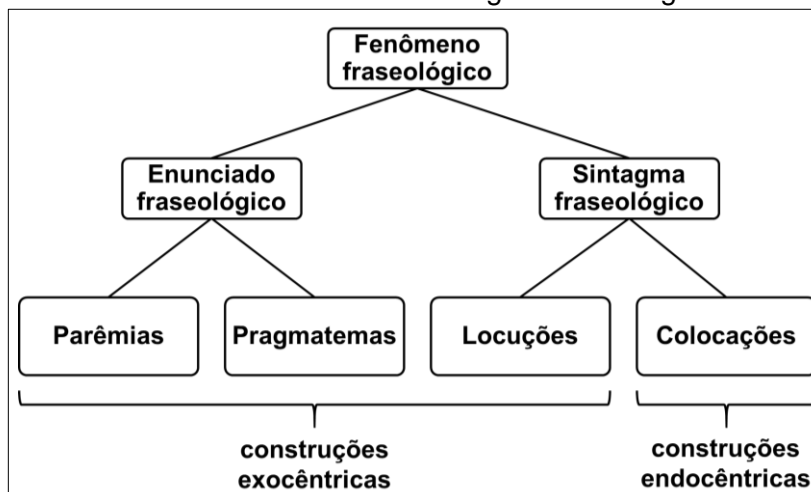 Fenômeno
fraseológico
Enunciado
fraseológico
Sintagma
fraseológico
Parêmias
Pragmatemas
Locuções
Colocações
construções
exocêntricas
construções
endocêntricas